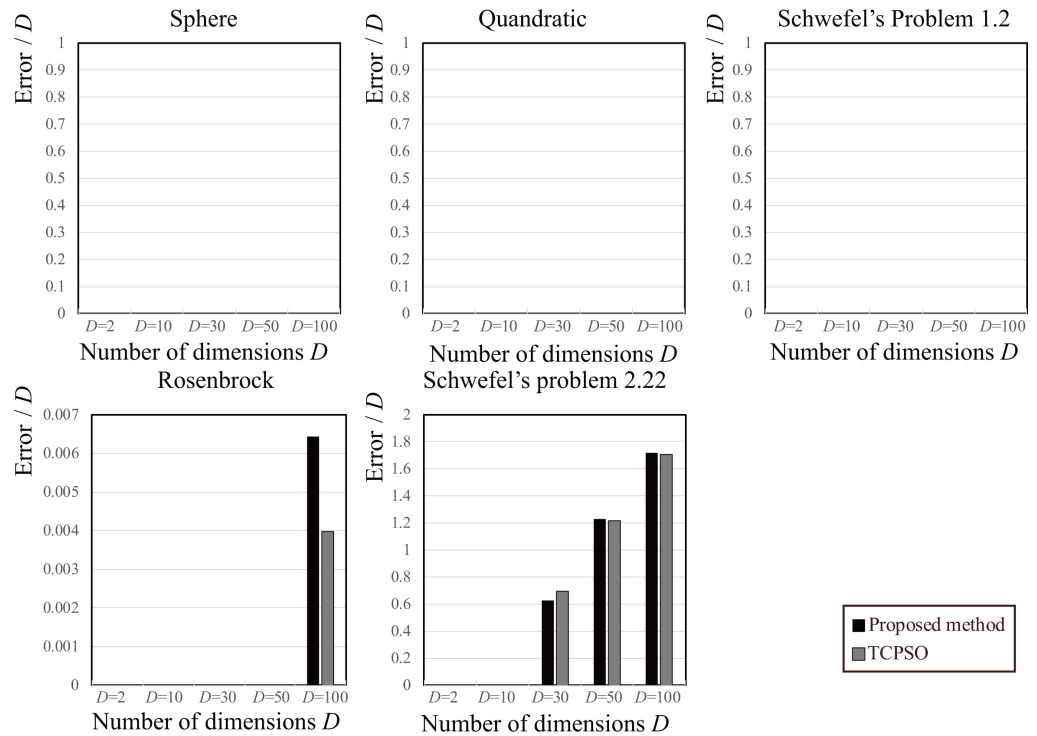 Sphere
Error / D
1
0.9
0.8
0.7
0.6
0.5
0.4
0.3
0.2
0.1
0
D=2 D=10 D=30 D=50 D=100
Number of dimensions D
Quandratic
Error / D
1
0.9
0.8
0.7
0.6
0.5
0.4
0.3
0.2
0.1
0
D=2 D=10 D=30 D=50 D=100
Number of dimensions D
Schwefel's Problem 1.2
Error / D
1
0.9
0.8
0.7
0.6
0.5
0.4
0.3
0.2
0.1
0
D=2 D=10 D=30 D=50 D=100
Number of dimensions D
Rosenbrock
Error / D
0.007
0.006
0.005
0.004
0.003
0.002
0.001
0
D=2 D=10 D=30 D=50 D=100
Number of dimensions D
Schwefel's problem 2.22
Error / D
2
1.8
1.6
1.4
1.2
1
0.8
0.6
0.4
0.2
0
D=2 D=10 D=30 D=50 D=100
Number of dimensions D
Proposed method
TCPSO